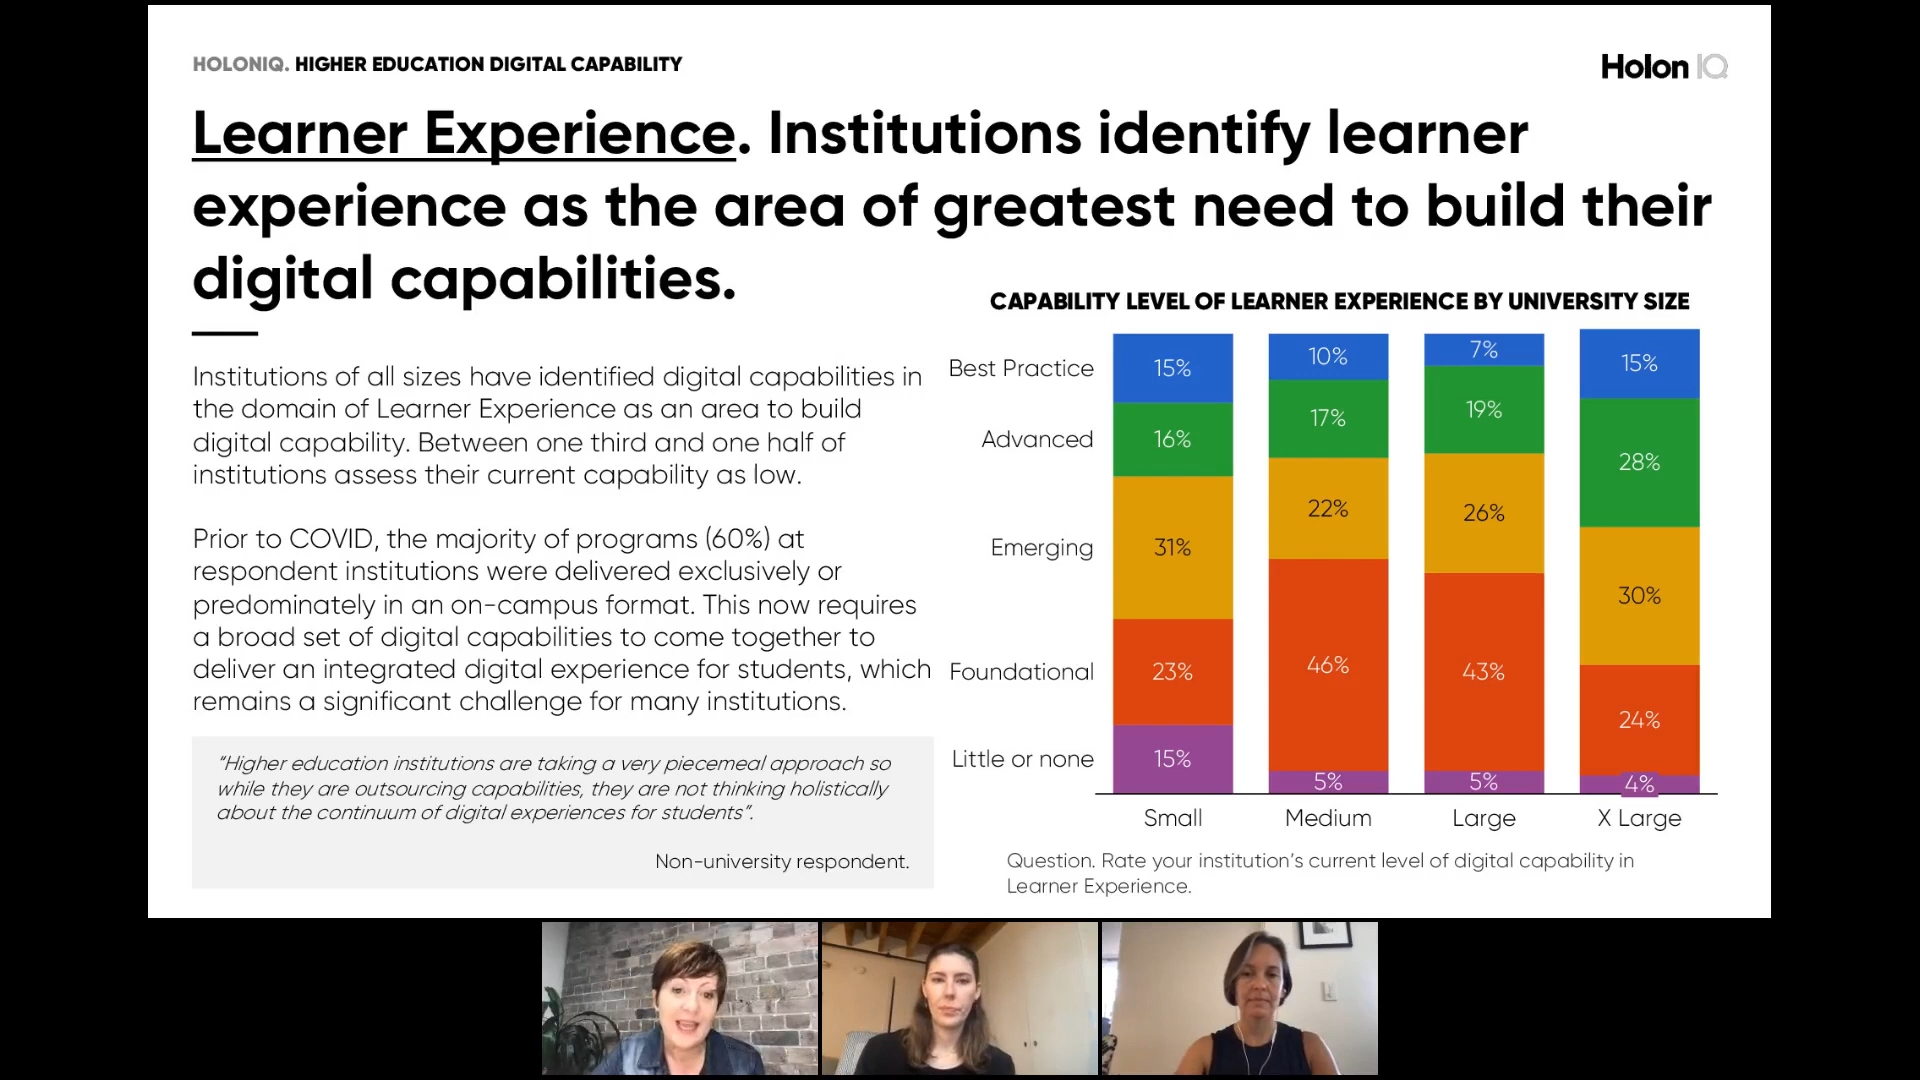 HOLONIQ. HIGHER EDUCATION DIGITAL CAPABILITY
Holon IQ
Learner Experience. Institutions identify learner
experience as the area of greatest need to build their
digital capabilities.
Institutions of all sizes have identified digital capabilities in
the domain of Learner Experience as an area to build
digital capability. Between one third and one half of
institutions assess their current capability as low.
Prior to COVID, the majority of programs (60%) at
respondent institutions were delivered exclusively or
predominately in an on-campus format. This now requires
a broad set of digital capabilities to come together to
deliver an integrated digital experience for students, which
remains a significant challenge for many institutions.
“Higher education institutions are taking a very piecemeal approach so
while they are outsourcing capabilities, they are not thinking holistically
about the continuum of digital experiences for students”.
Non-university respondent.
CAPABILITY LEVEL OF LEARNER EXPERIENCE BY UNIVERSITY SIZE
Best Practice 15% 10% 7% 15%
Advanced 16% 17% 19% 28%
Emerging 31% 22% 26% 30%
Foundational 23% 46% 43% 24%
Little or none 15% 5% 5% 4%
Small Medium Large X Large
Question. Rate your institution’s current level of digital capability in
Learner Experience.